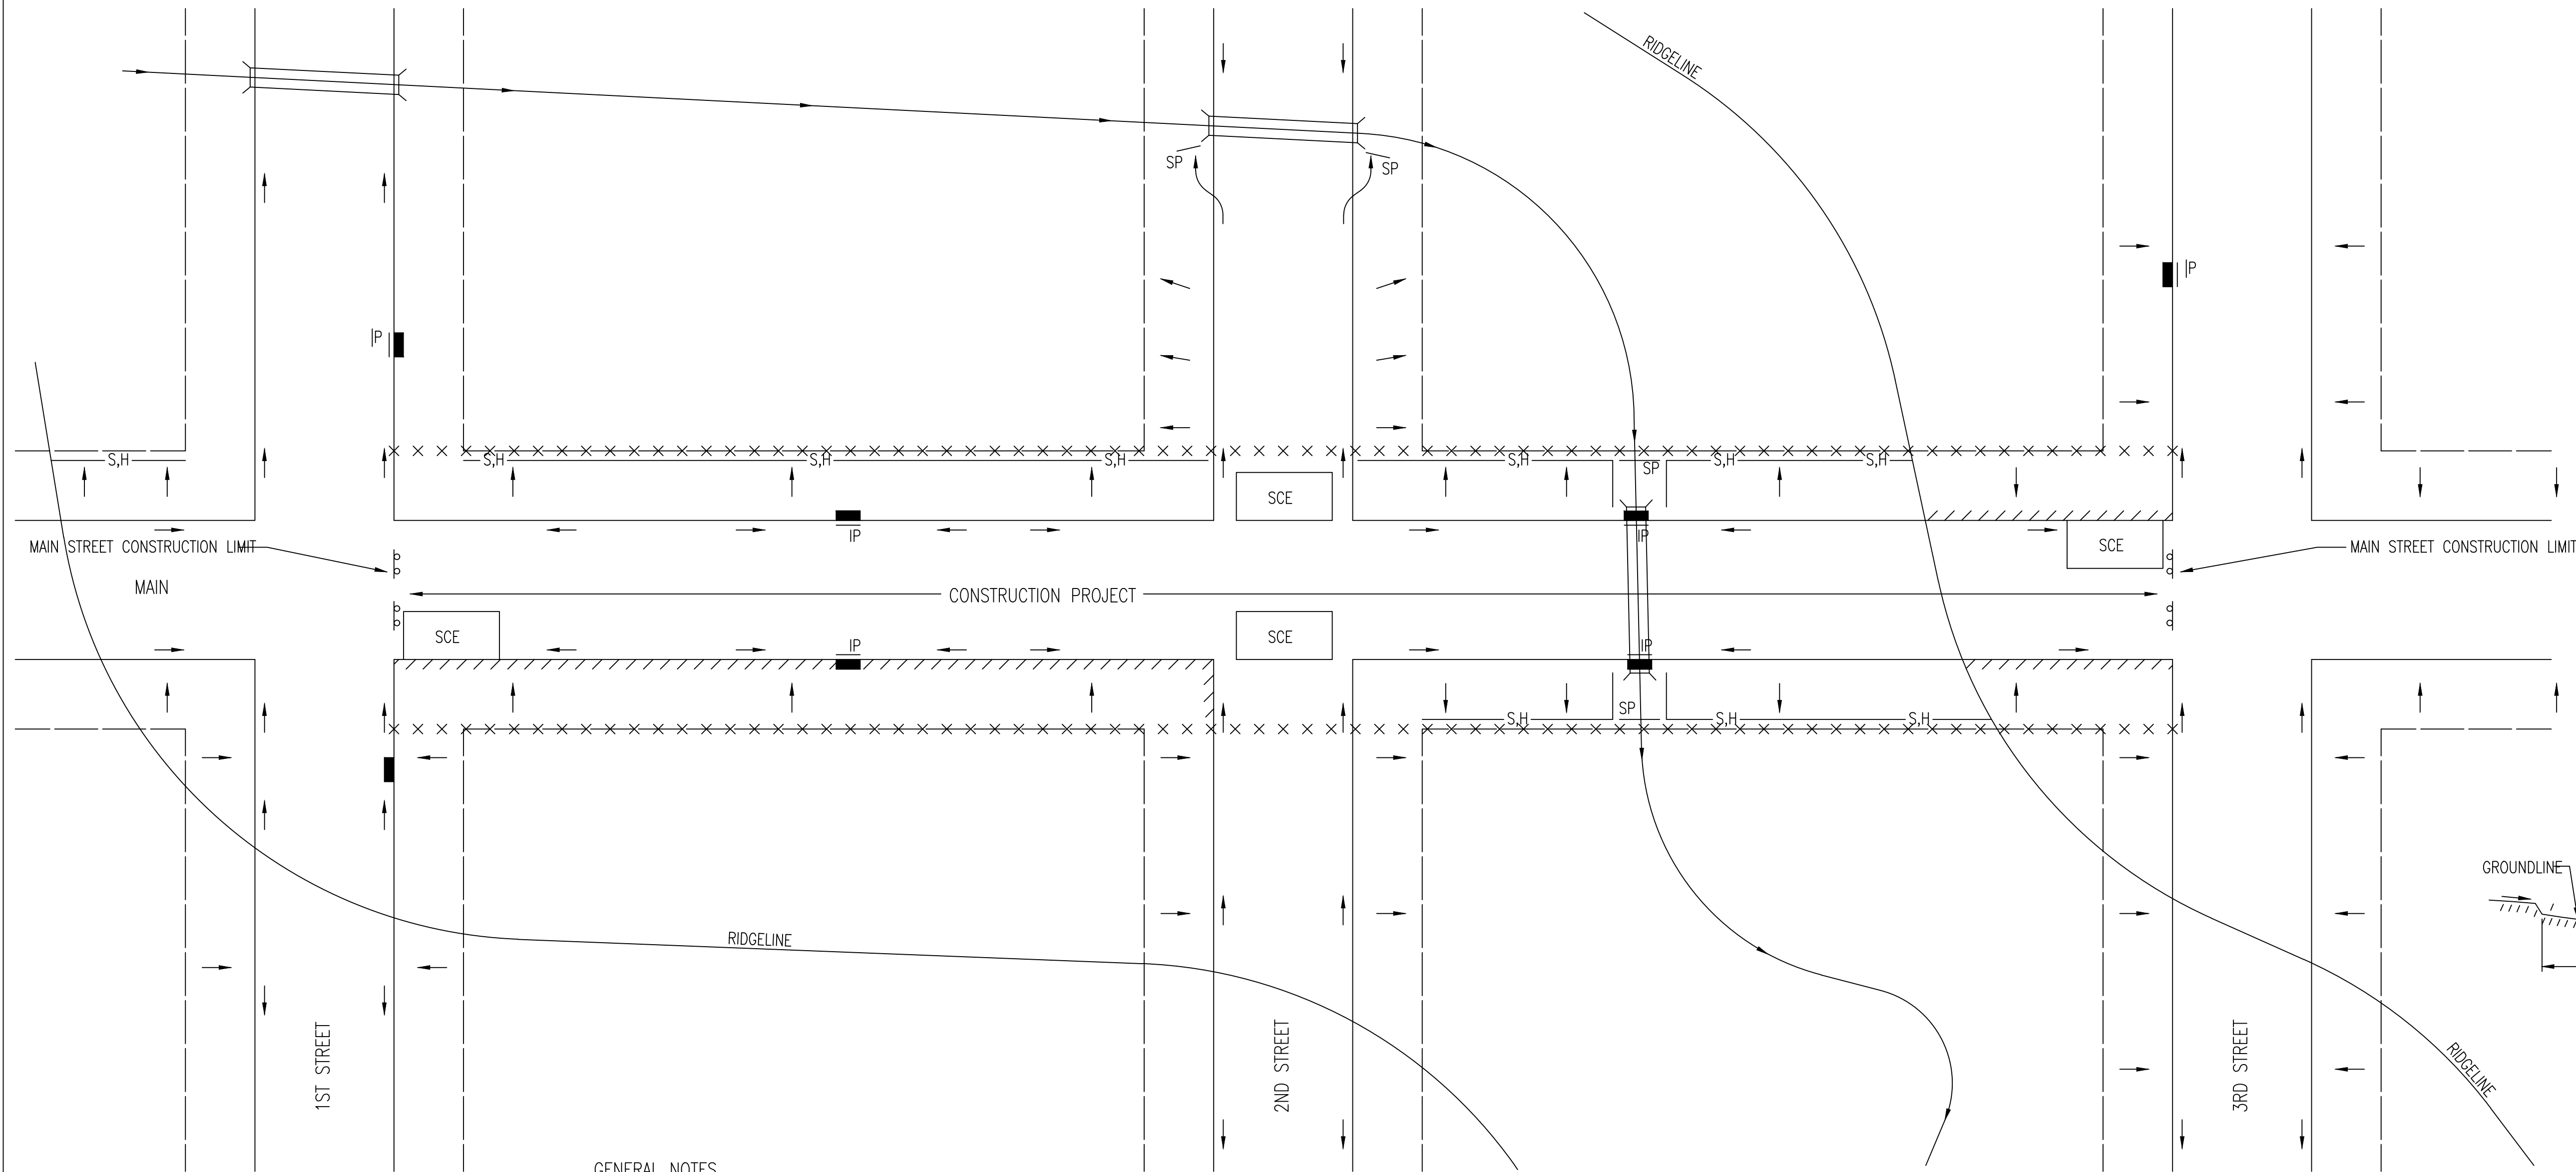 RIDGELINE
SP
SP
IP
IP
S,H
S,H
S,H
S,H
S,H
SP
S,H
S,H
SCE
IP
IP
SCE
MAIN STREET CONSTRUCTION LIMIT
MAIN STREET CONSTRUCTION LIMIT
MAIN
CONSTRUCTION PROJECT
SCE
SCE
IP
IP
SP
S,H
S,H
S,H
GROUNDLINE
RIDGELINE
1ST STREET
2ND STREET
3RD STREET
RIDGELINE
GENERAL NOTES